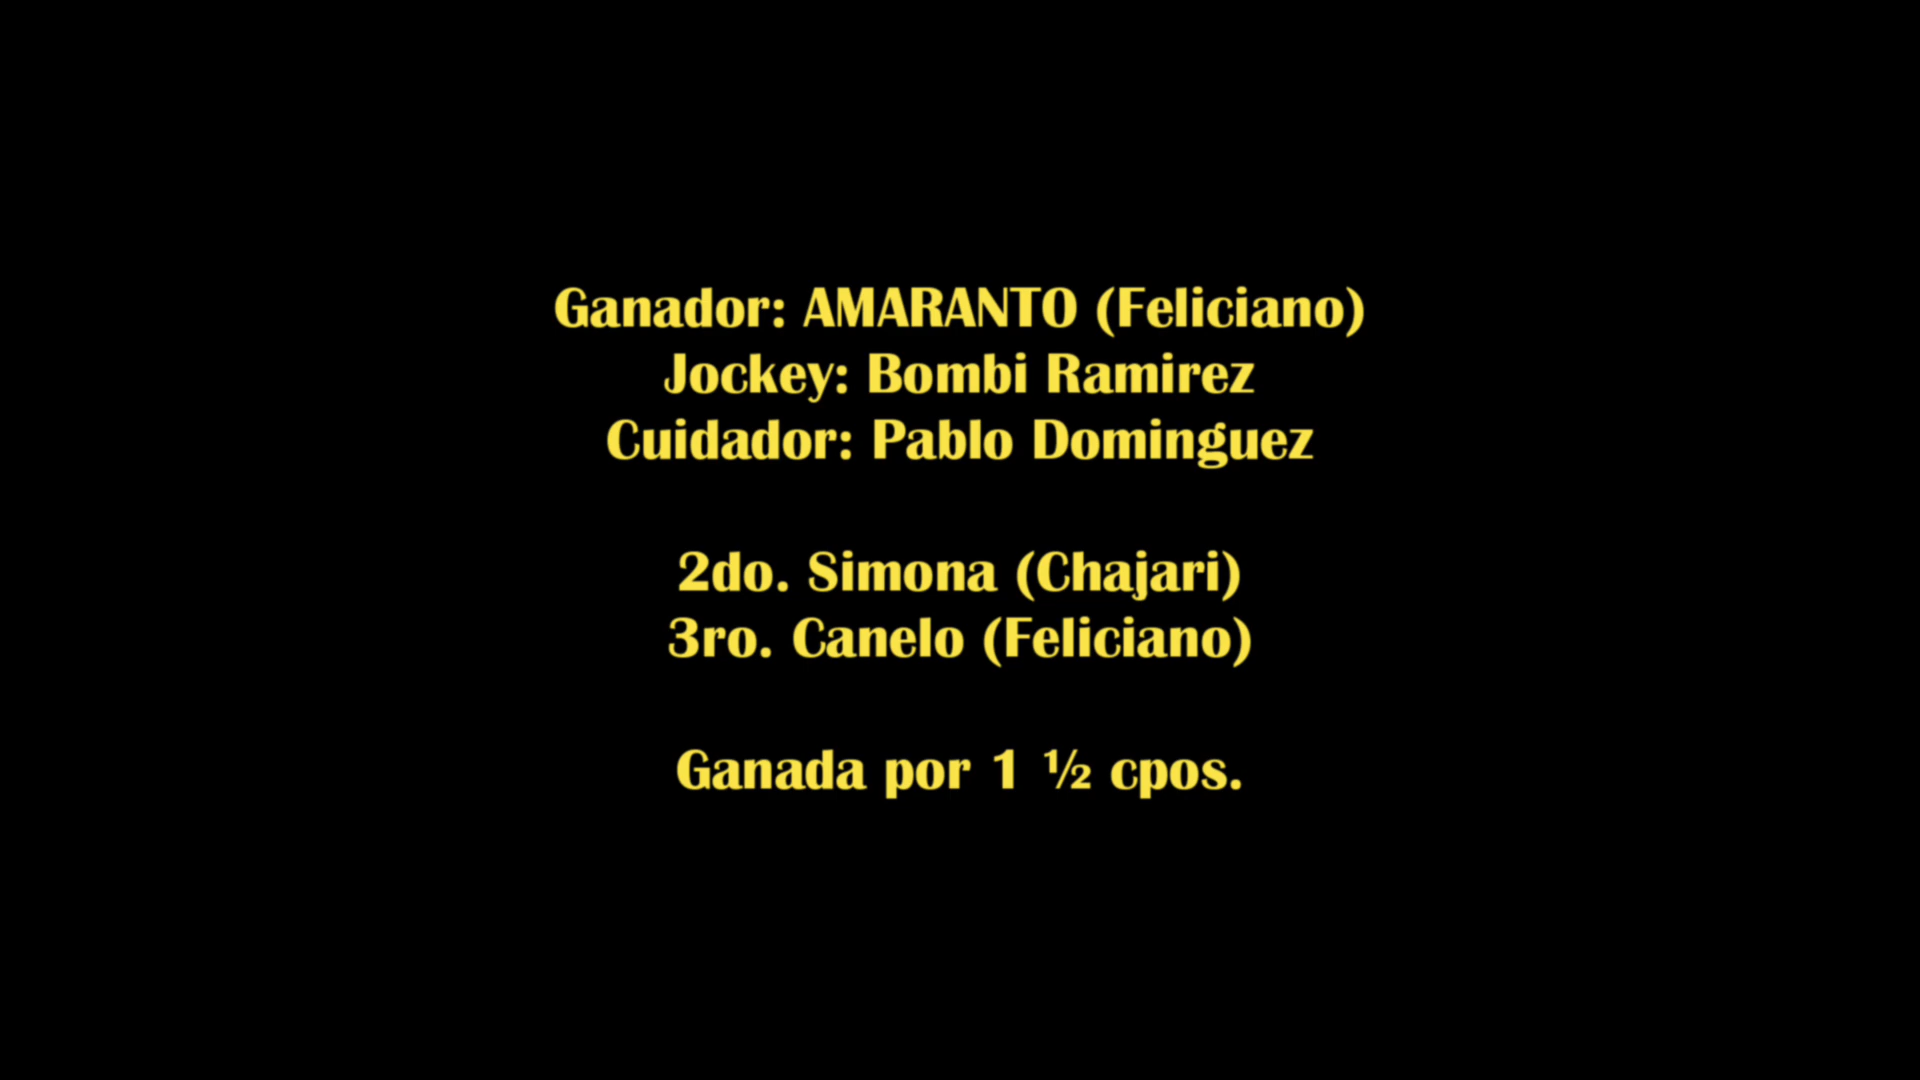 Ganador: AMARANTO (Feliciano)
Jockey: Bombi Ramirez
Cuidador: Pablo Dominguez
2do. Simona (Chajari)
3ro. Canelo (Feliciano)
Ganada por 1 ½ cpos.